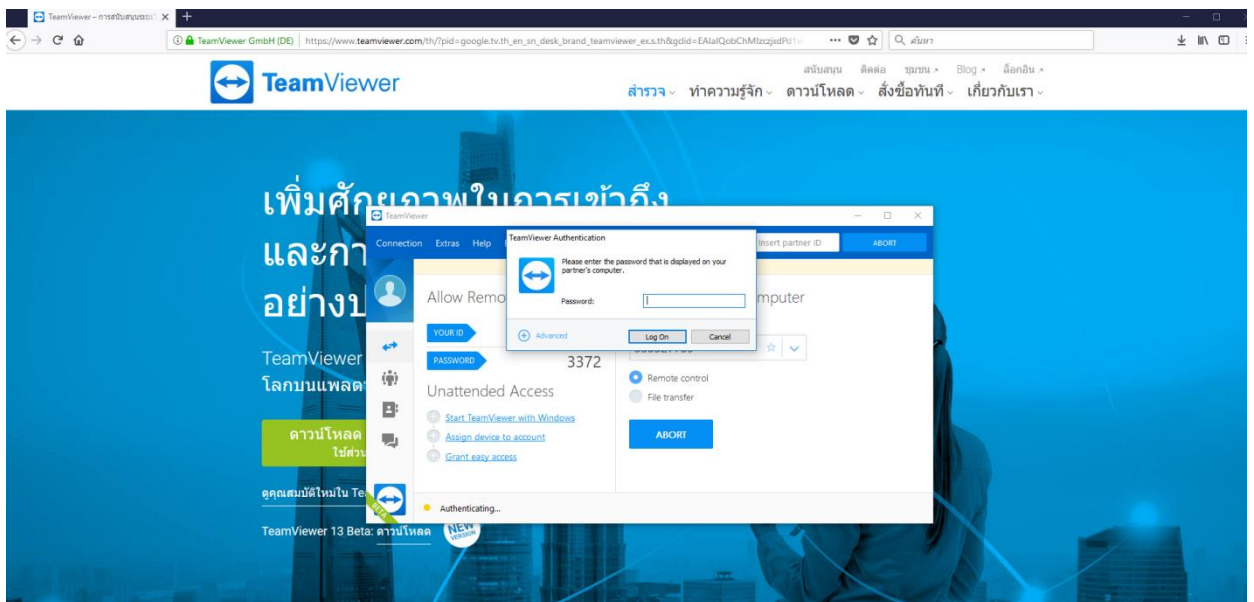 TeamViewer – การสนับสนุนระยะไ
TeamViewer GmbH (DE) https://www.teamviewer.com/th/?pid=google.tv.th_en_sn_desk_brand_teamviewer_ex.s.th&gclid=
ค้นหา
สนับสนุน ติดต่อ ชุมชน Blog ล็อกอิน
TeamViewer
สำรวจ ทำความรู้จัก ดาวน์โหลด สั่งซื้อทันที เกี่ยวกับเรา
เพิ่มศักยภาพในการเข้าถึง
และกา
อย่างป
TeamViewer
โลกบนแพลต
ดาวน์โหลด
ใช้ส่วน
ดูคุณสมบัติใหม่ใน Te
TeamViewer 13 Beta: ดาวน์โหลด
NEW
VERSION
TeamViewer
Connection Extras Help
Insert partner ID
ABORT
Allow Remo
mputer
YOUR ID
PASSWORD 3372
Unattended Access
Start TeamViewer with Windows
Assign device to account
Grant easy access
Remote control
File transfer
ABORT
BETA
Authenticating...
TeamViewer Authentication
Please enter the password that is displayed on your
partner's computer.
Password:
Advanced
Log On Cancel